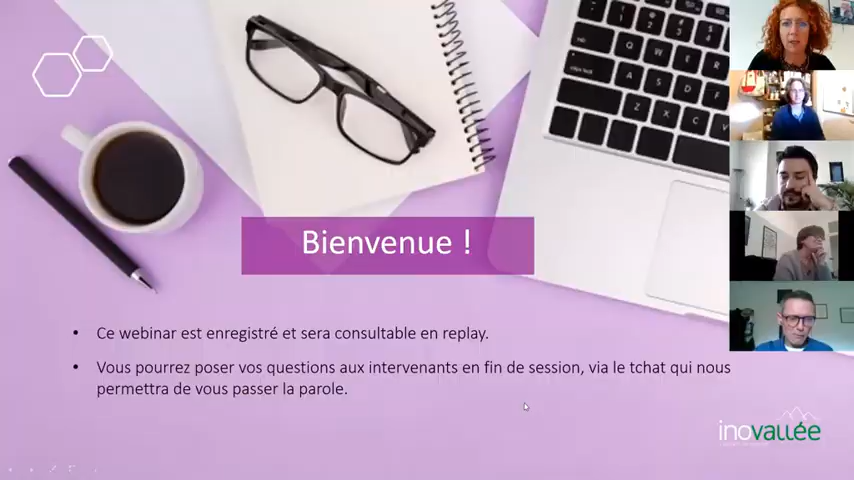 Bienvenue !
• Ce webinar est enregistré et sera consultable en replay.
• Vous pourrez poser vos questions aux intervenants en fin de session, via le tchat qui nous
permettra de vous passer la parole.
inovallée